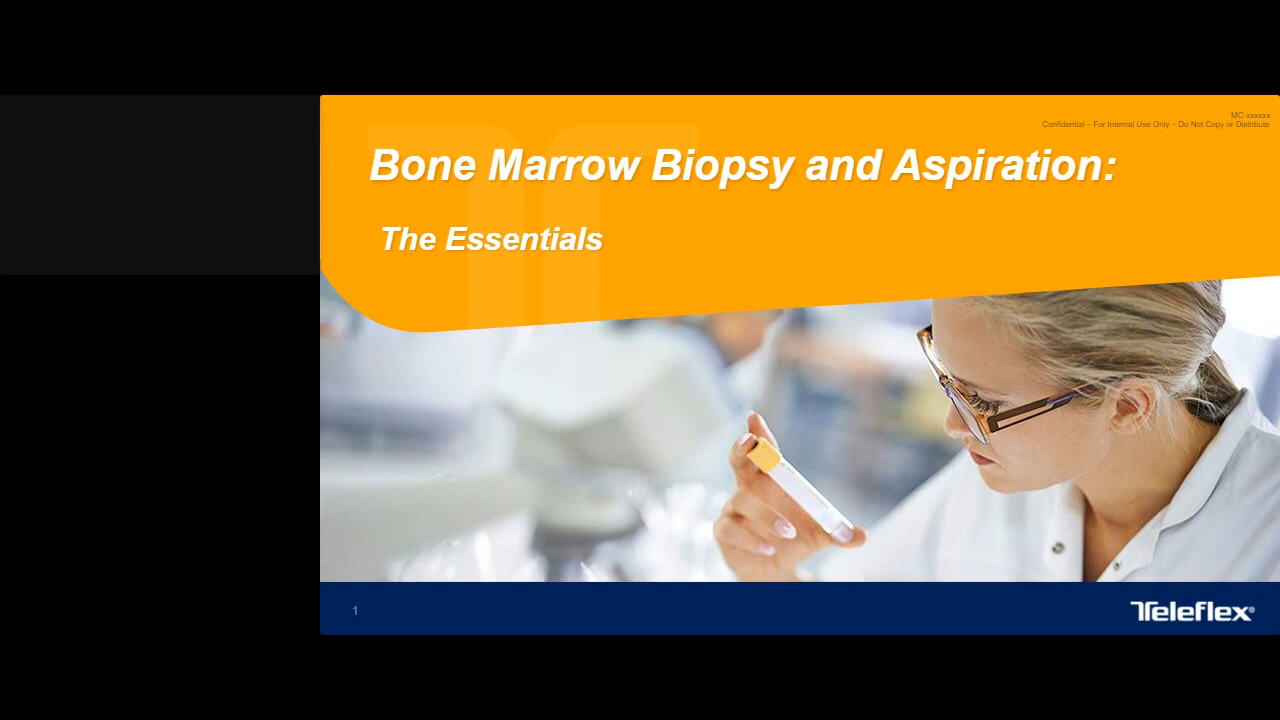 MC-xxxxxx
Confidential – For Internal Use Only – Do Not Copy or Distribute
Bone Marrow Biopsy and Aspiration:
The Essentials
1
Teleflex®